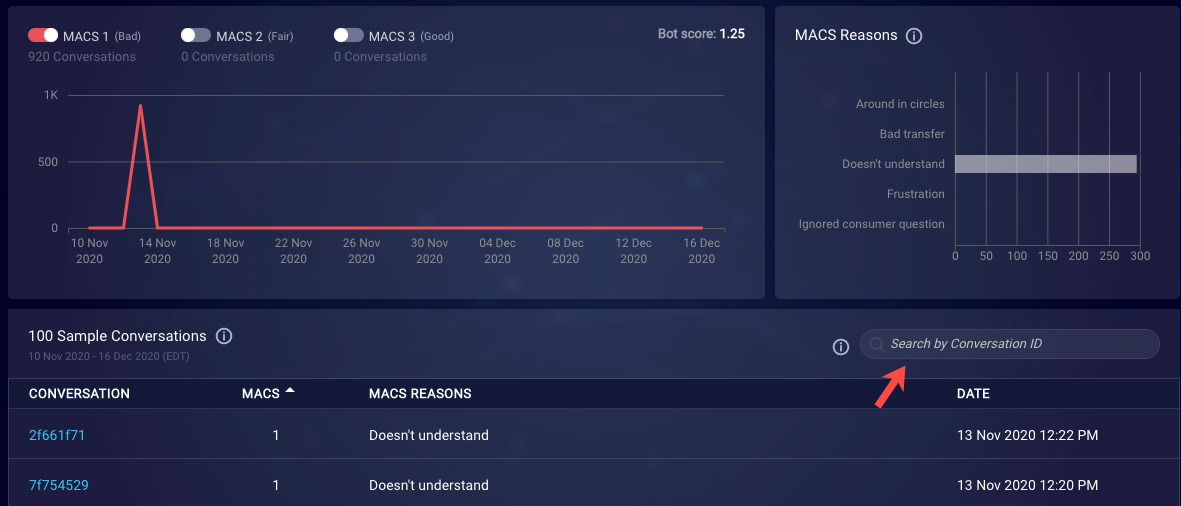 MACS 1 (Bad) MACS 2 (Fair) MACS 3 (Good) Bot score: 1.25
920 Conversations 0 Conversations 0 Conversations
1K
500
0
10 Nov 14 Nov 18 Nov 22 Nov 26 Nov 30 Nov 04 Dec 08 Dec 12 Dec 16 Dec
2020 2020 2020 2020 2020 2020 2020 2020 2020 2020
MACS Reasons
Around in circles
Bad transfer
Doesn't understand
Frustration
Ignored consumer question
0 50 100 150 200 250 300
100 Sample Conversations
10 Nov 2020 - 16 Dec 2020 (EDT)
Search by Conversation ID
CONVERSATION MACS MACS REASONS DATE
2f661f71 1 Doesn't understand 13 Nov 2020 12:22 PM
7f754529 1 Doesn't understand 13 Nov 2020 12:20 PM